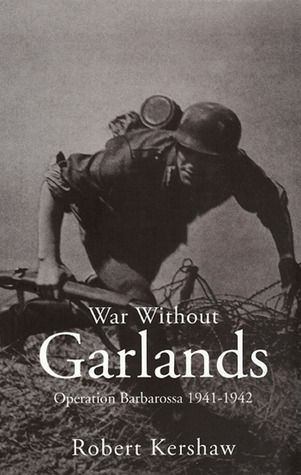 War Without
Garlands
Operation Barbarossa 1941-1942
Robert Kershaw